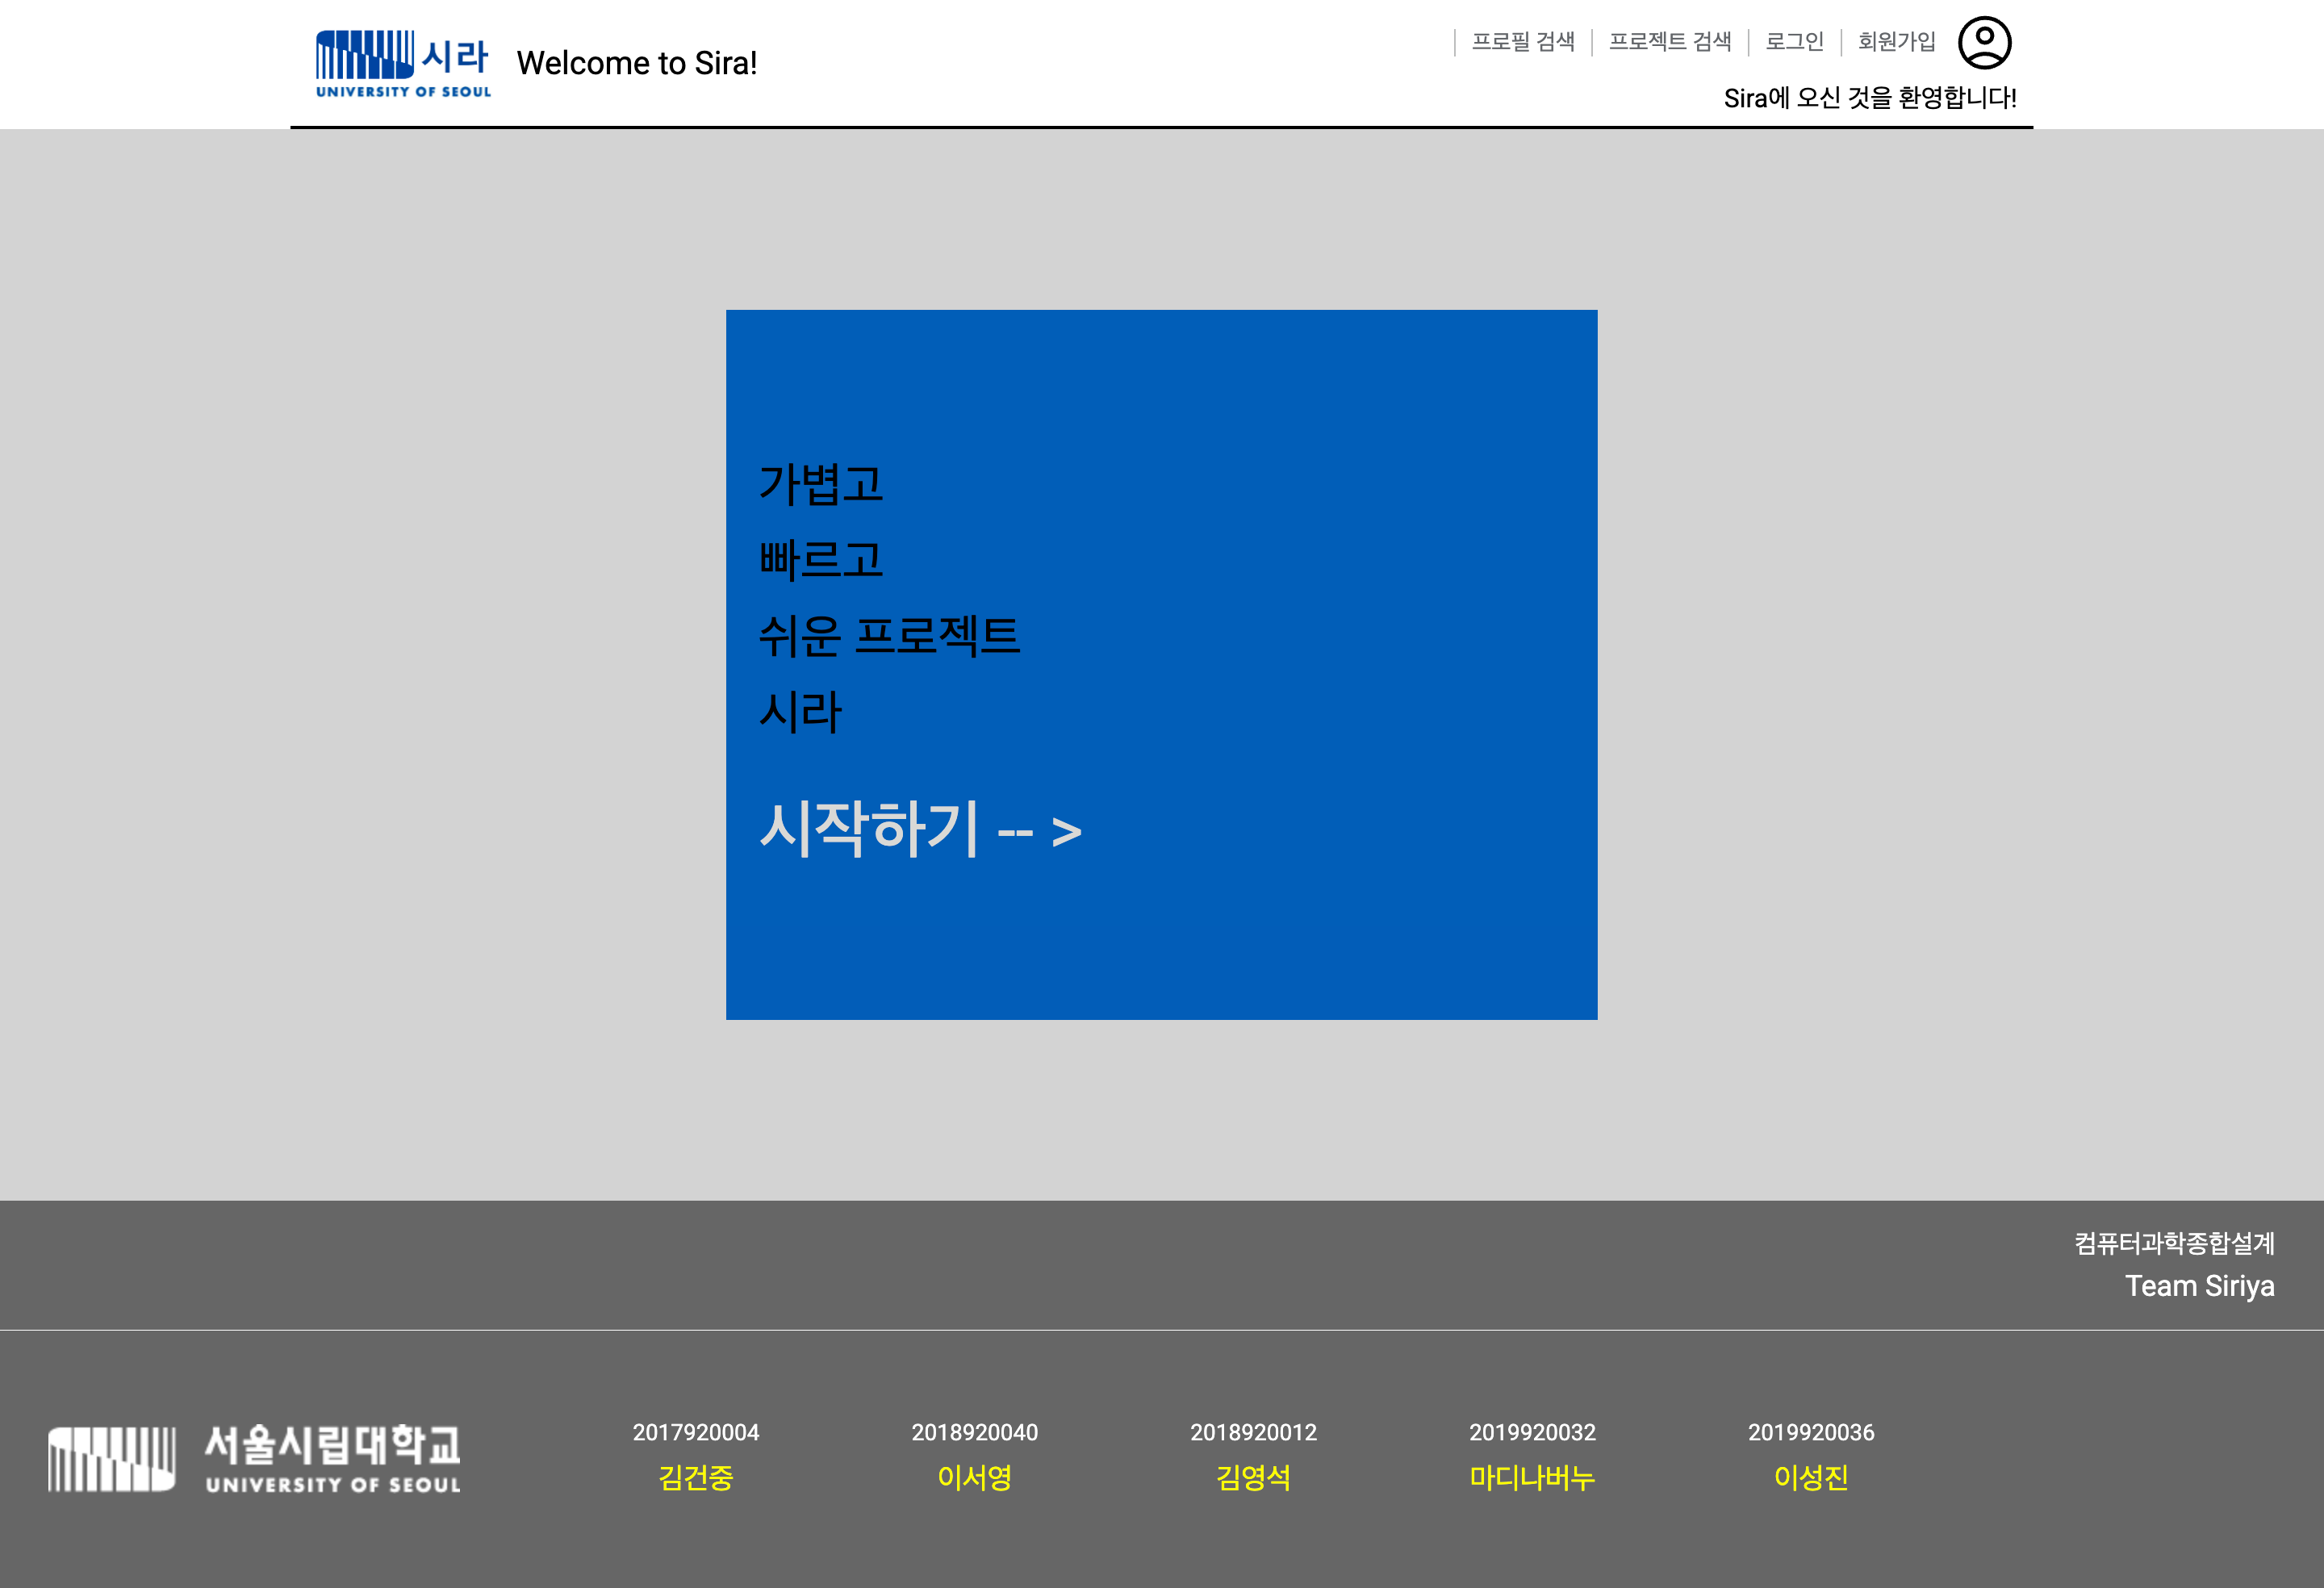 시라
UNIVERSITY OF SEOUL
Welcome to Sira!
프로필 검색
프로젝트 검색
로그인
회원가입
Sira에 오신 것을 환영합니다!
가볍고
빠르고
쉬운 프로젝트
시라
시작하기 -- >
컴퓨터과학종합설계
Team Siriya
서울시립대학교
UNIVERSITY OF SEOUL
2017920004
김건중
2018920040
이서영
2018920012
김영석
2019920032
마디나버누
2019920036
이성진